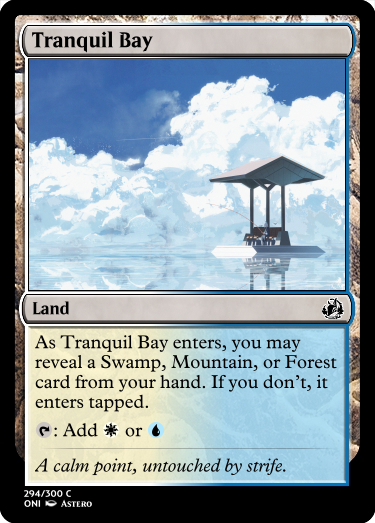 Tranquil Bay
Land
As Tranquil Bay enters, you may
reveal a Swamp, Mountain, or Forest
card from your hand. If you don't, it
enters tapped.
: Add or
A calm point, untouched by strife.
294/300 C
ONI Astero